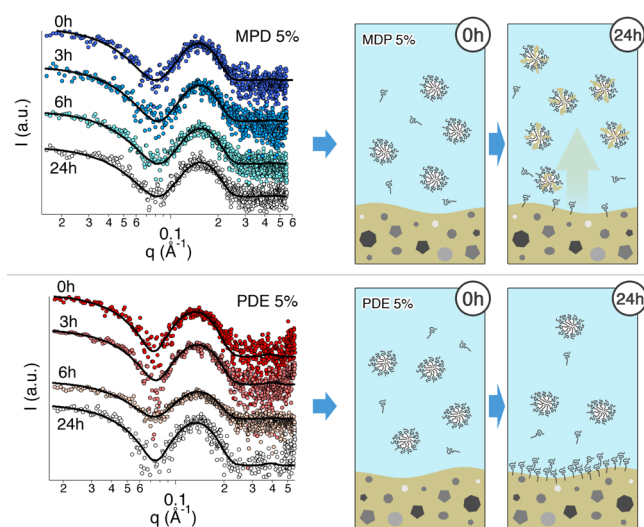 0h
MPD 5%
3h
6h
24h
I (a.u.)
2 3 4 5 6 2 3 4 5 6
0.1
q (Å⁻¹)
MDP 5%
0h
24h
0h
PDE 5%
3h
6h
24h
I (a.u.)
2 3 4 5 6 2 3 4 5
0.1
q (Å⁻¹)
PDE 5%
0h
24h